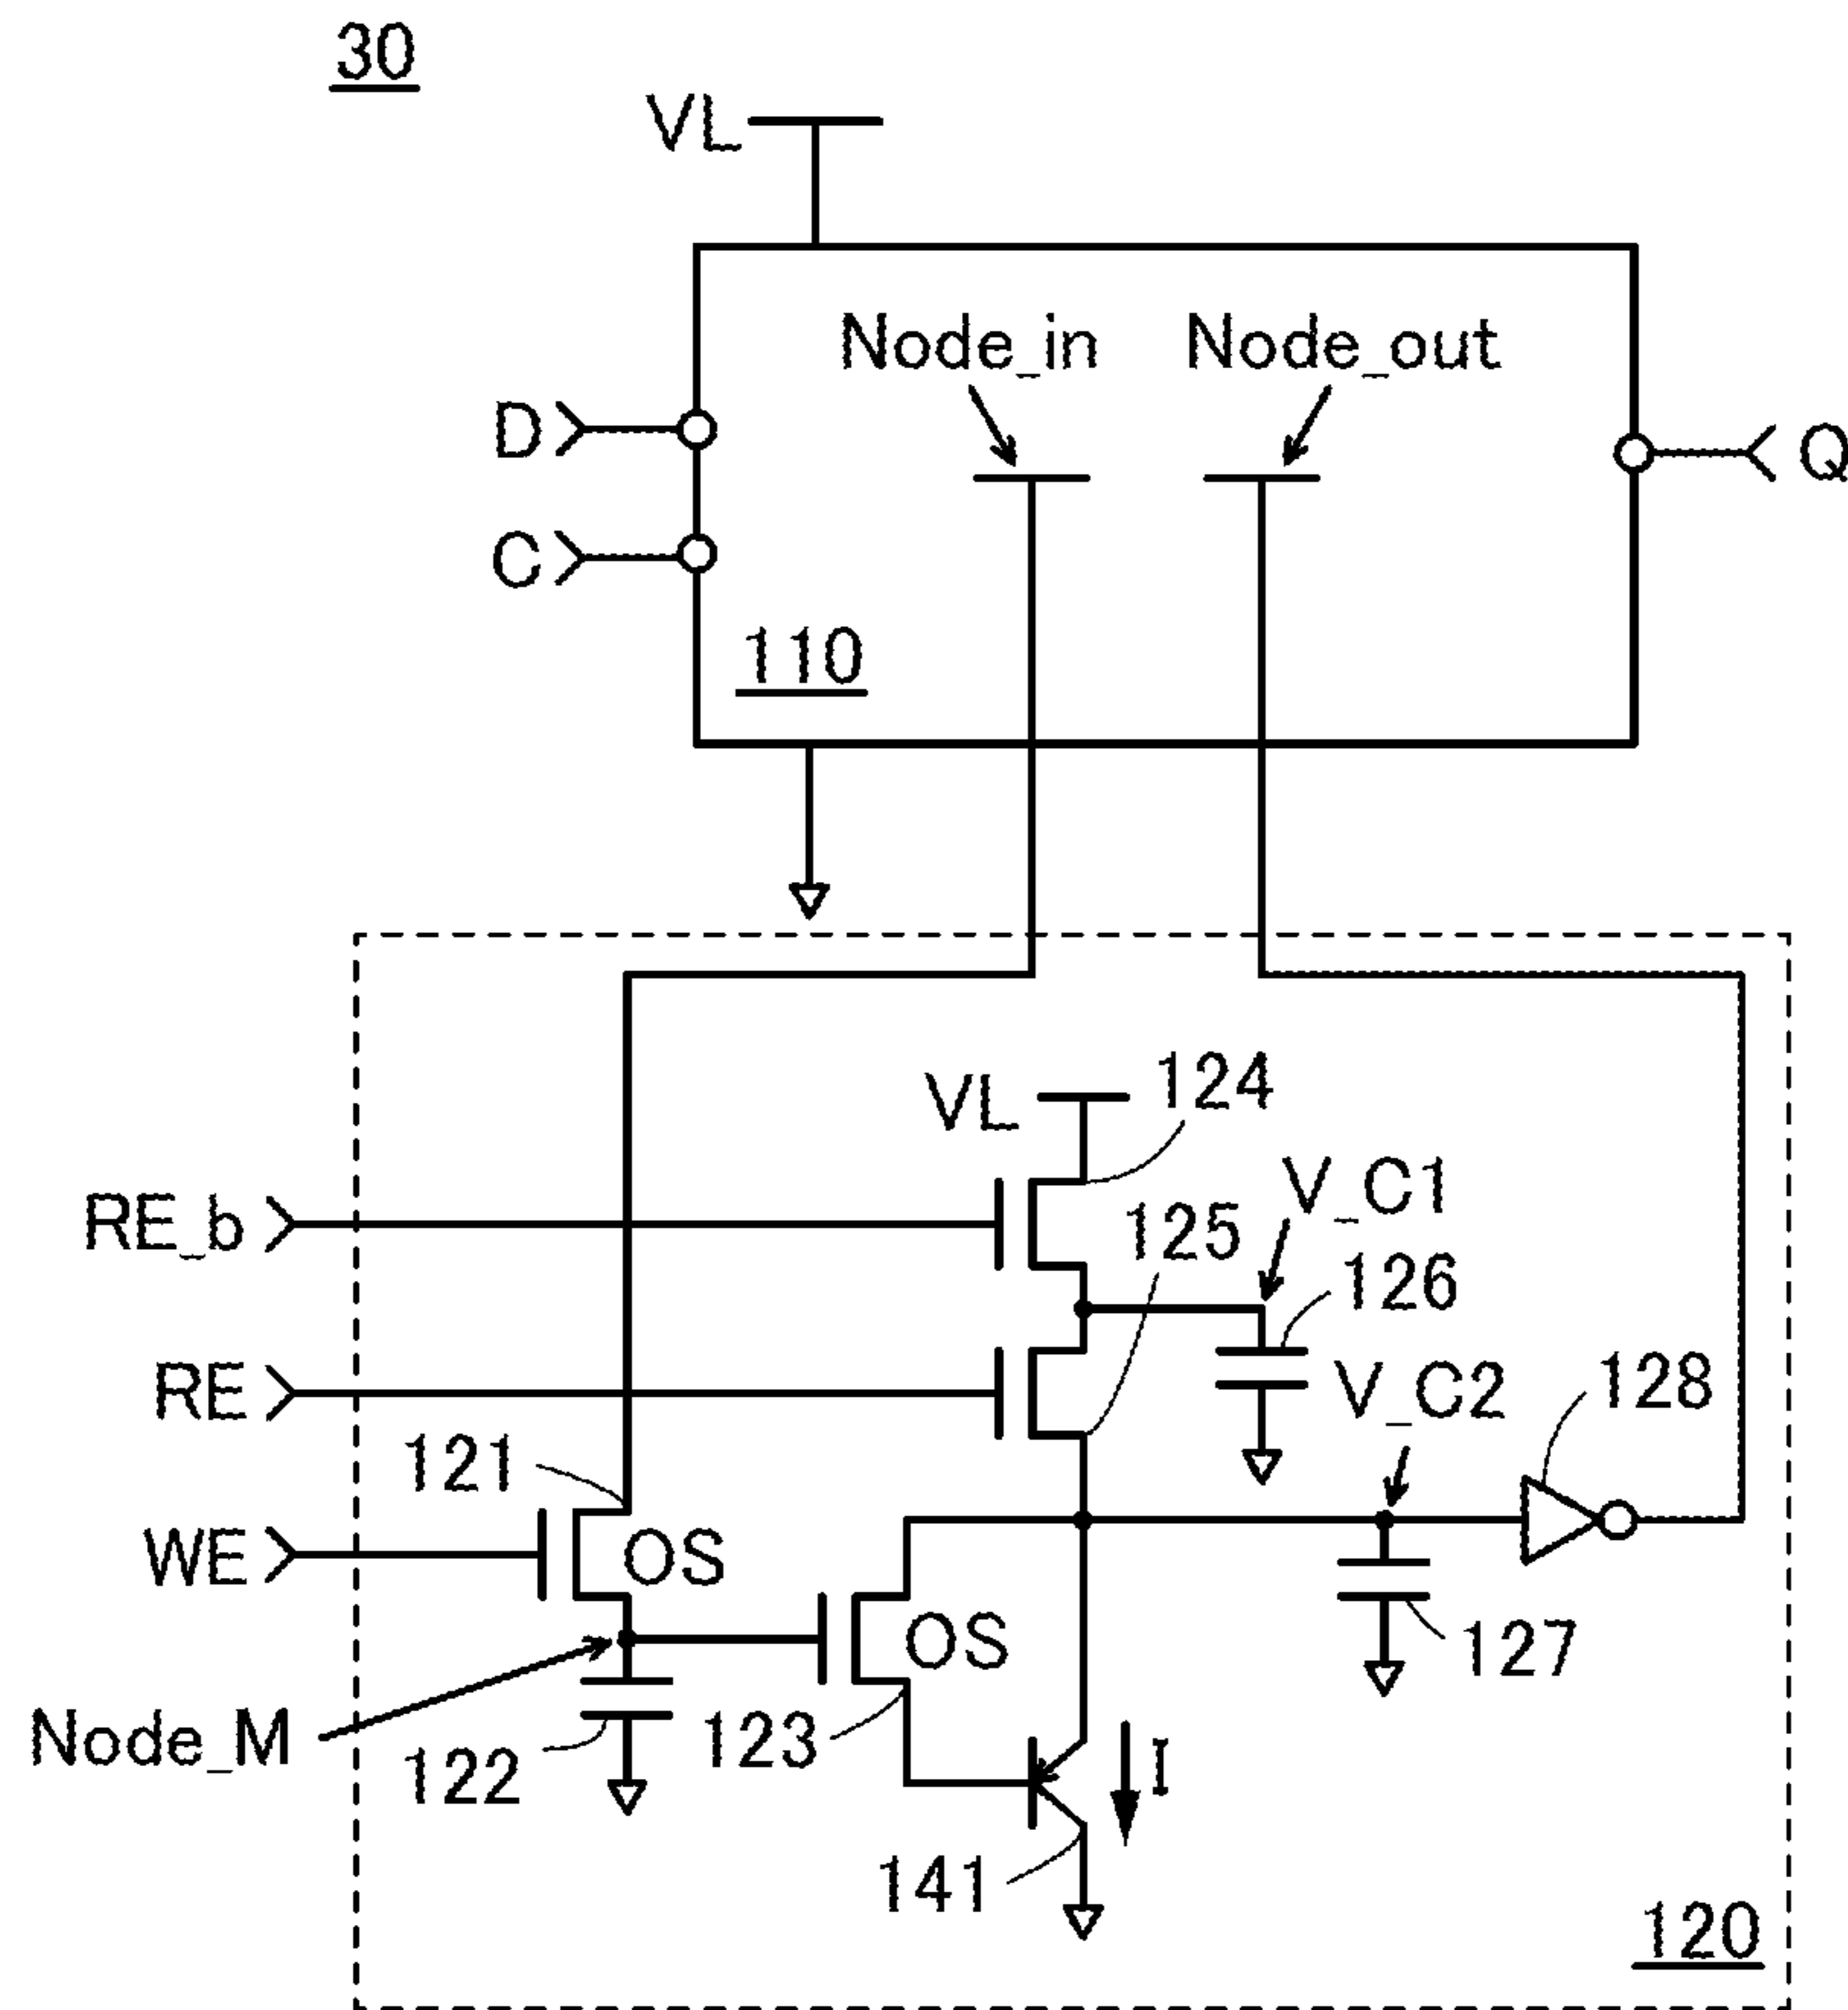 30
VL
Node_in
Node_out
D
Q
C
110
VL
124
V_C1
RE_b
125
126
RE
V_C2
128
121
WE
OS
OS
127
Node_M
122
123
I
141
120